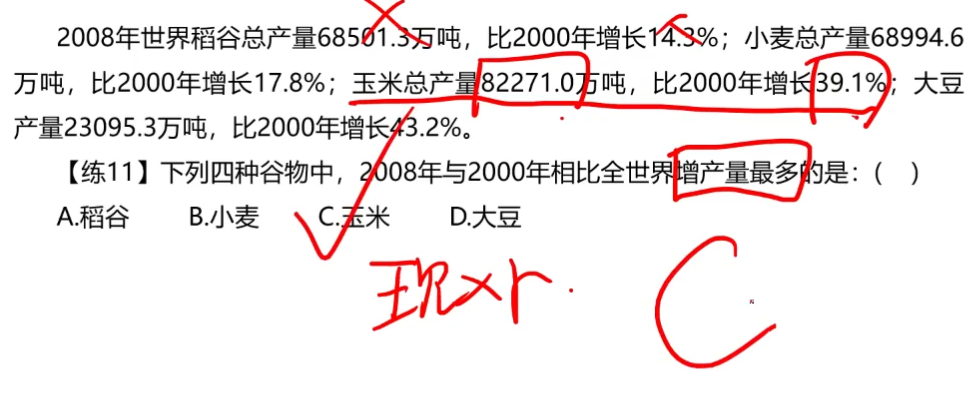 2008年世界稻谷总产量68501.3万吨，比2000年增长14.3%；小麦总产量68994.6
万吨，比2000年增长17.8%；玉米总产量82271.0万吨，比2000年增长39.1%；大豆
产量23095.3万吨，比2000年增长43.2%。
【练11】下列四种谷物中，2008年与2000年相比全世界增产量最多的是：（　）
A.稻谷 B.小麦 C.玉米 D.大豆
现×r
C